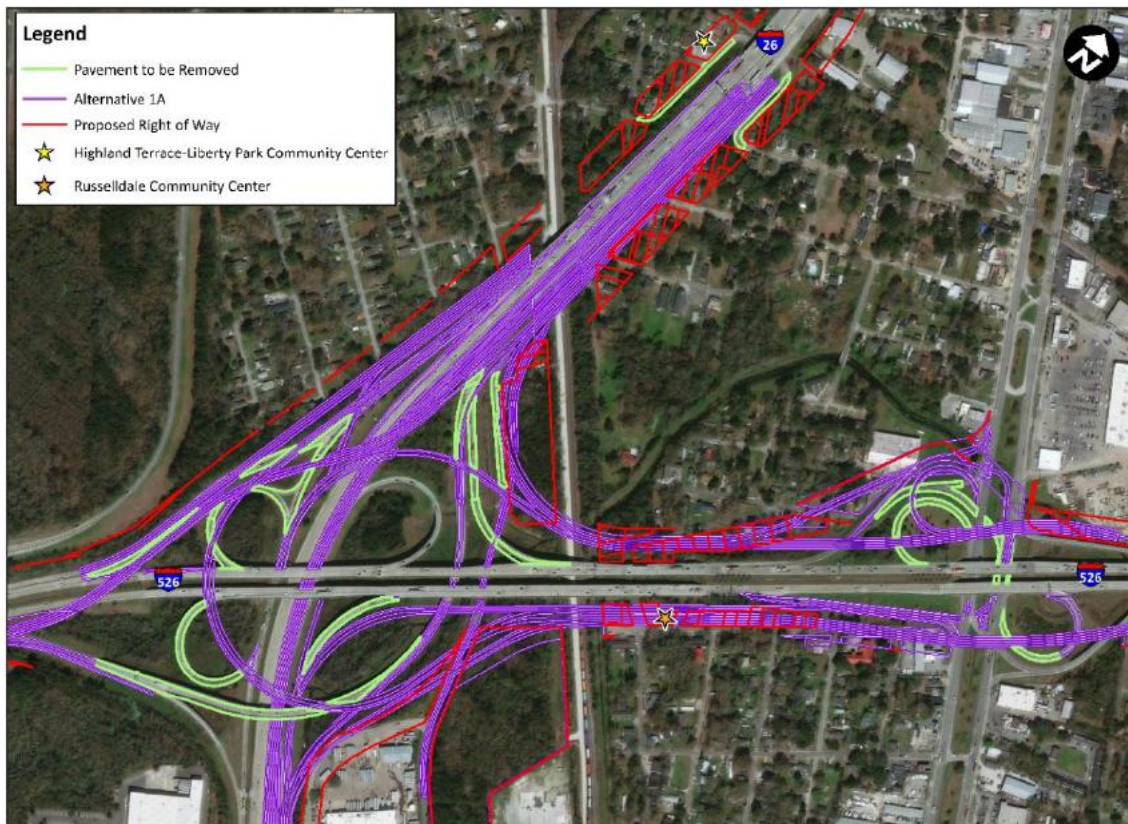 Legend
Pavement to be Removed
Alternative 1A
Proposed Right of Way
Highland Terrace-Liberty Park Community Center
Russelldale Community Center
26
N
526
526